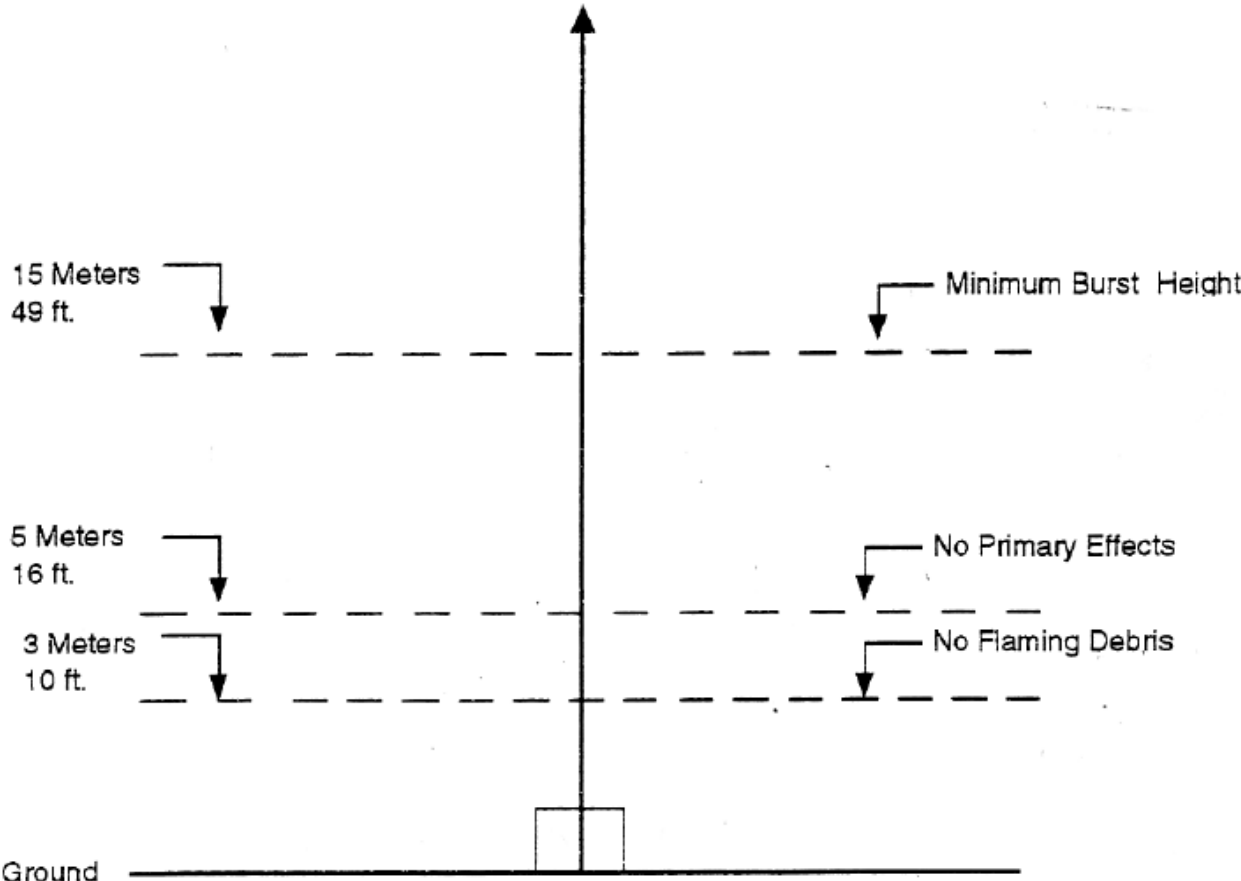 15 Meters
49 ft.
Minimum Burst Height
5 Meters
16 ft.
No Primary Effects
3 Meters
10 ft.
No Flaming Debris
Ground